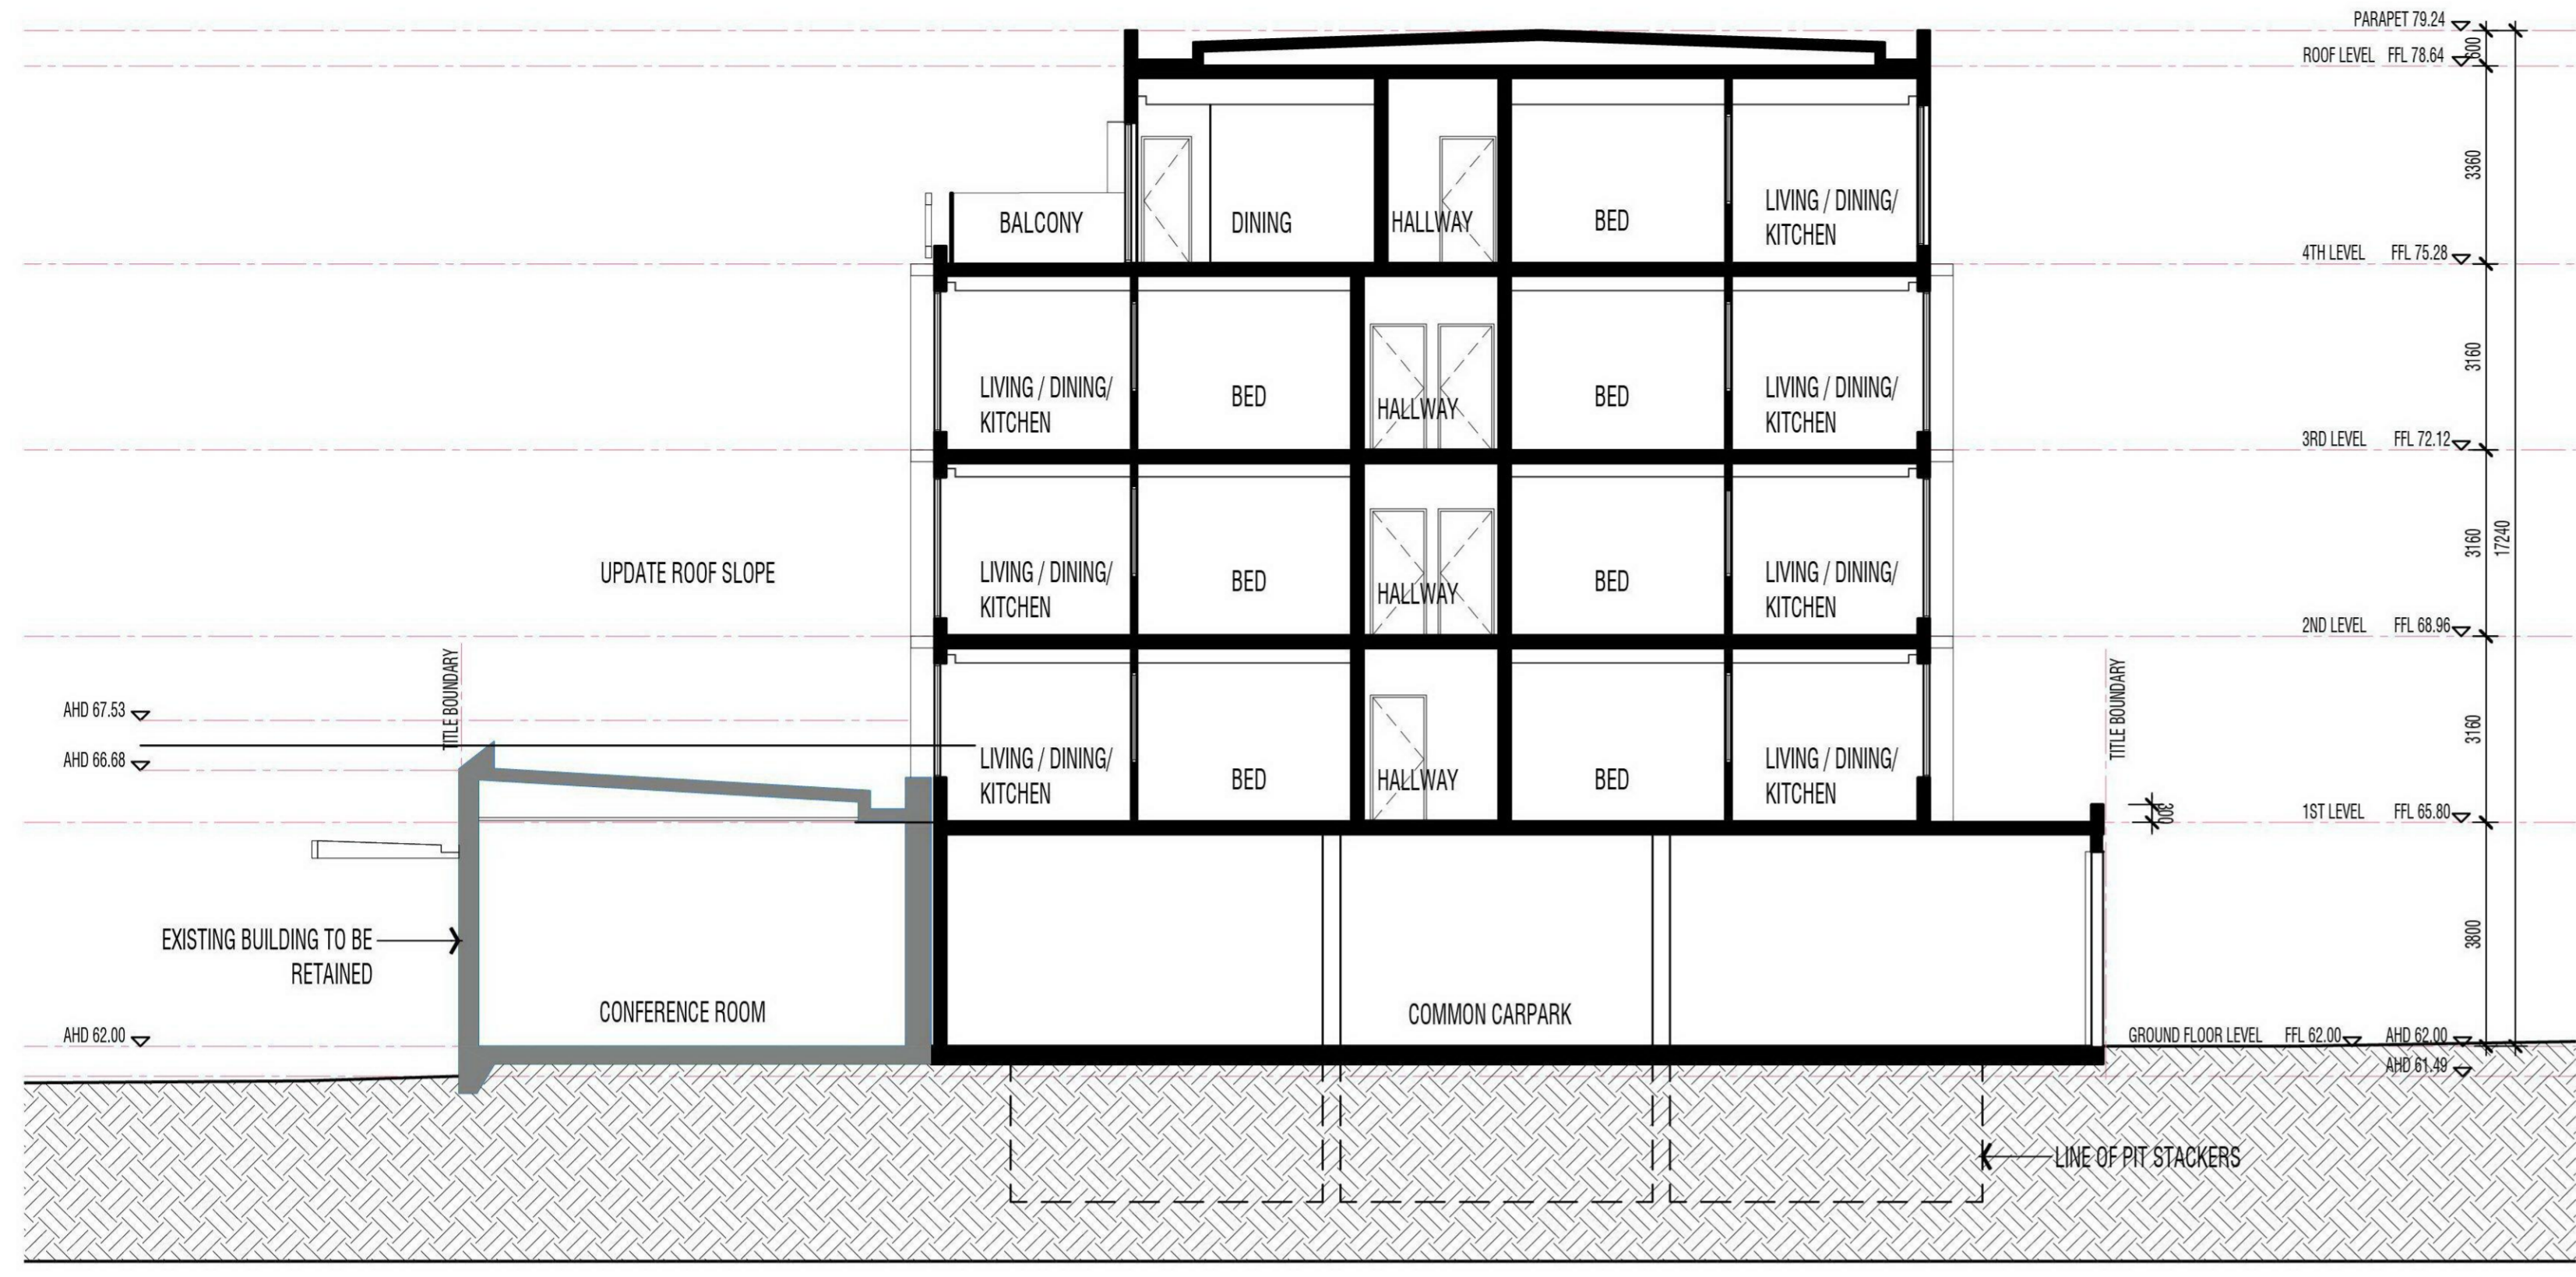 PARAPET 79.24
600
ROOF LEVEL FFL 78.64
3360
BALCONY
DINING
HALLWAY
BED
LIVING / DINING/
KITCHEN
4TH LEVEL FFL 75.28
3160
LIVING / DINING/
KITCHEN
BED
HALLWAY
BED
LIVING / DINING/
KITCHEN
3RD LEVEL FFL 72.12
3160
17240
UPDATE ROOF SLOPE
LIVING / DINING/
KITCHEN
BED
HALLWAY
BED
LIVING / DINING/
KITCHEN
2ND LEVEL FFL 68.96
TITLE BOUNDARY
TITLE BOUNDARY
3160
AHD 67.53
AHD 66.68
LIVING / DINING/
KITCHEN
BED
HALLWAY
BED
LIVING / DINING/
KITCHEN
300
1ST LEVEL FFL 65.80
3800
EXISTING BUILDING TO BE
RETAINED
CONFERENCE ROOM
COMMON CARPARK
AHD 62.00
GROUND FLOOR LEVEL FFL 62.00 AHD 62.00
AHD 61.49
LINE OF PIT STACKERS